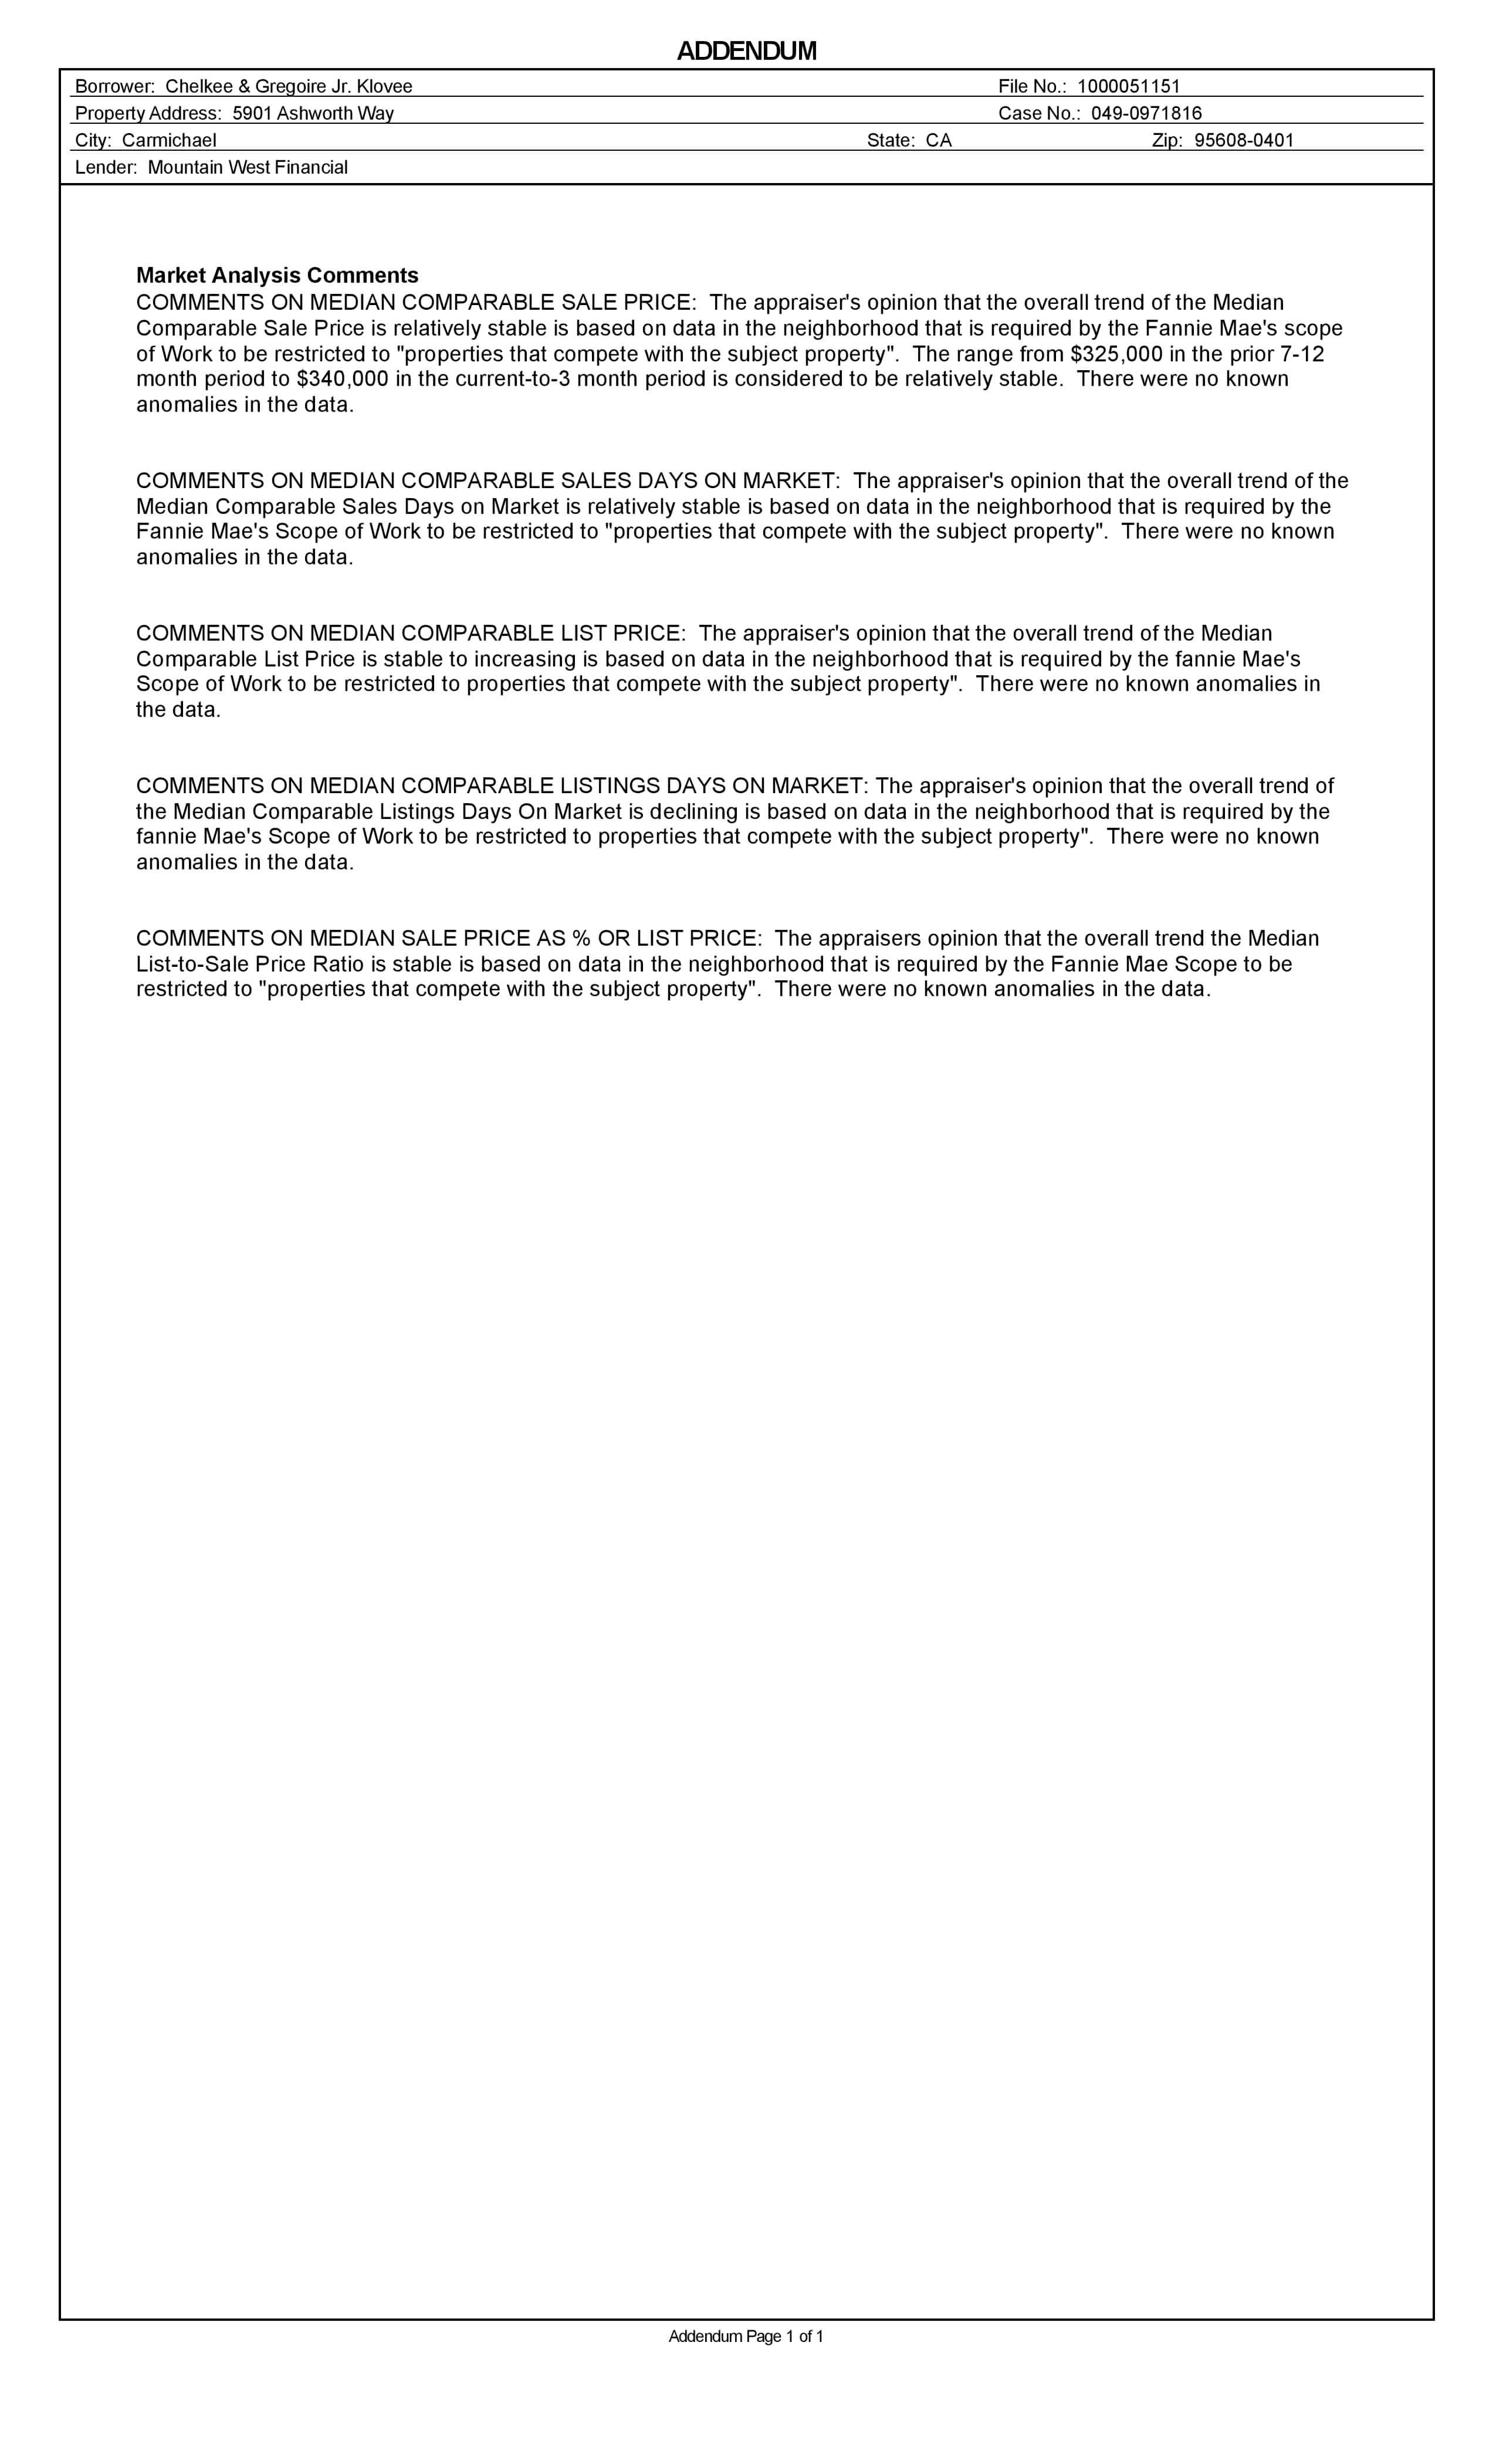 ADDENDUM
Borrower: Chelkee & Gregoire Jr. Klovee File No.: 1000051151
Property Address: 5901 Ashworth Way Case No.: 049-0971816
City: Carmichael State: CA Zip: 95608-0401
Lender: Mountain West Financial
Market Analysis Comments
COMMENTS ON MEDIAN COMPARABLE SALE PRICE: The appraiser's opinion that the overall trend of the Median
Comparable Sale Price is relatively stable is based on data in the neighborhood that is required by the Fannie Mae's scope
of Work to be restricted to "properties that compete with the subject property". The range from $325,000 in the prior 7-12
month period to $340,000 in the current-to-3 month period is considered to be relatively stable. There were no known
anomalies in the data.
COMMENTS ON MEDIAN COMPARABLE SALES DAYS ON MARKET: The appraiser's opinion that the overall trend of the
Median Comparable Sales Days on Market is relatively stable is based on data in the neighborhood that is required by the
Fannie Mae's Scope of Work to be restricted to "properties that compete with the subject property". There were no known
anomalies in the data.
COMMENTS ON MEDIAN COMPARABLE LIST PRICE: The appraiser's opinion that the overall trend of the Median
Comparable List Price is stable to increasing is based on data in the neighborhood that is required by the fannie Mae's
Scope of Work to be restricted to properties that compete with the subject property". There were no known anomalies in
the data.
COMMENTS ON MEDIAN COMPARABLE LISTINGS DAYS ON MARKET: The appraiser's opinion that the overall trend of
the Median Comparable Listings Days On Market is declining is based on data in the neighborhood that is required by the
fannie Mae's Scope of Work to be restricted to properties that compete with the subject property". There were no known
anomalies in the data.
COMMENTS ON MEDIAN SALE PRICE AS % OR LIST PRICE: The appraisers opinion that the overall trend the Median
List-to-Sale Price Ratio is stable is based on data in the neighborhood that is required by the Fannie Mae Scope to be
restricted to "properties that compete with the subject property". There were no known anomalies in the data.
Addendum Page 1 of 1